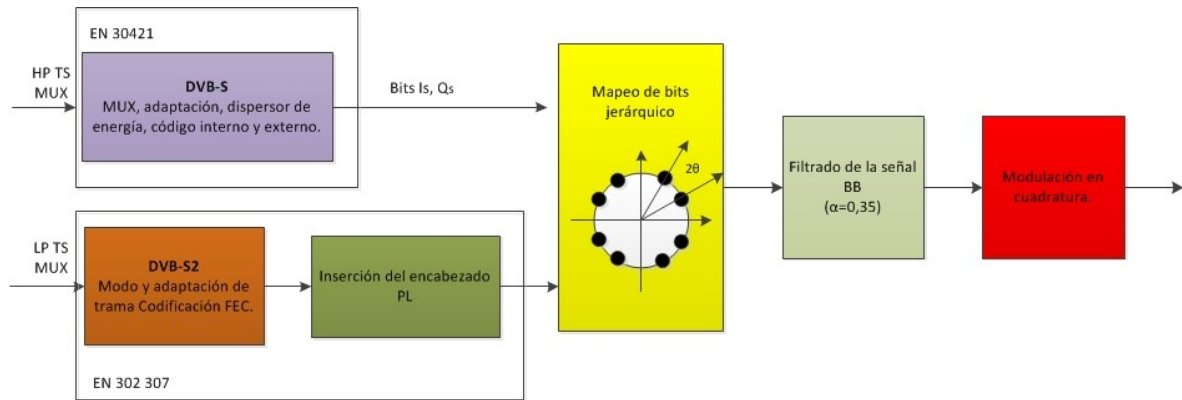 EN 30421
HP TS
MUX
DVB-S
MUX, adaptación, dispersor de
energía, código interno y externo.
Bits Is, Qs
LP TS
MUX
DVB-S2
Modo y adaptación de
trama Codificación FEC.
Inserción del encabezado
PL
EN 302 307
Mapeo de bits
jerárquico
2θ
Filtrado de la señal
BB
(α=0,35)
Modulación en
cuadratura.